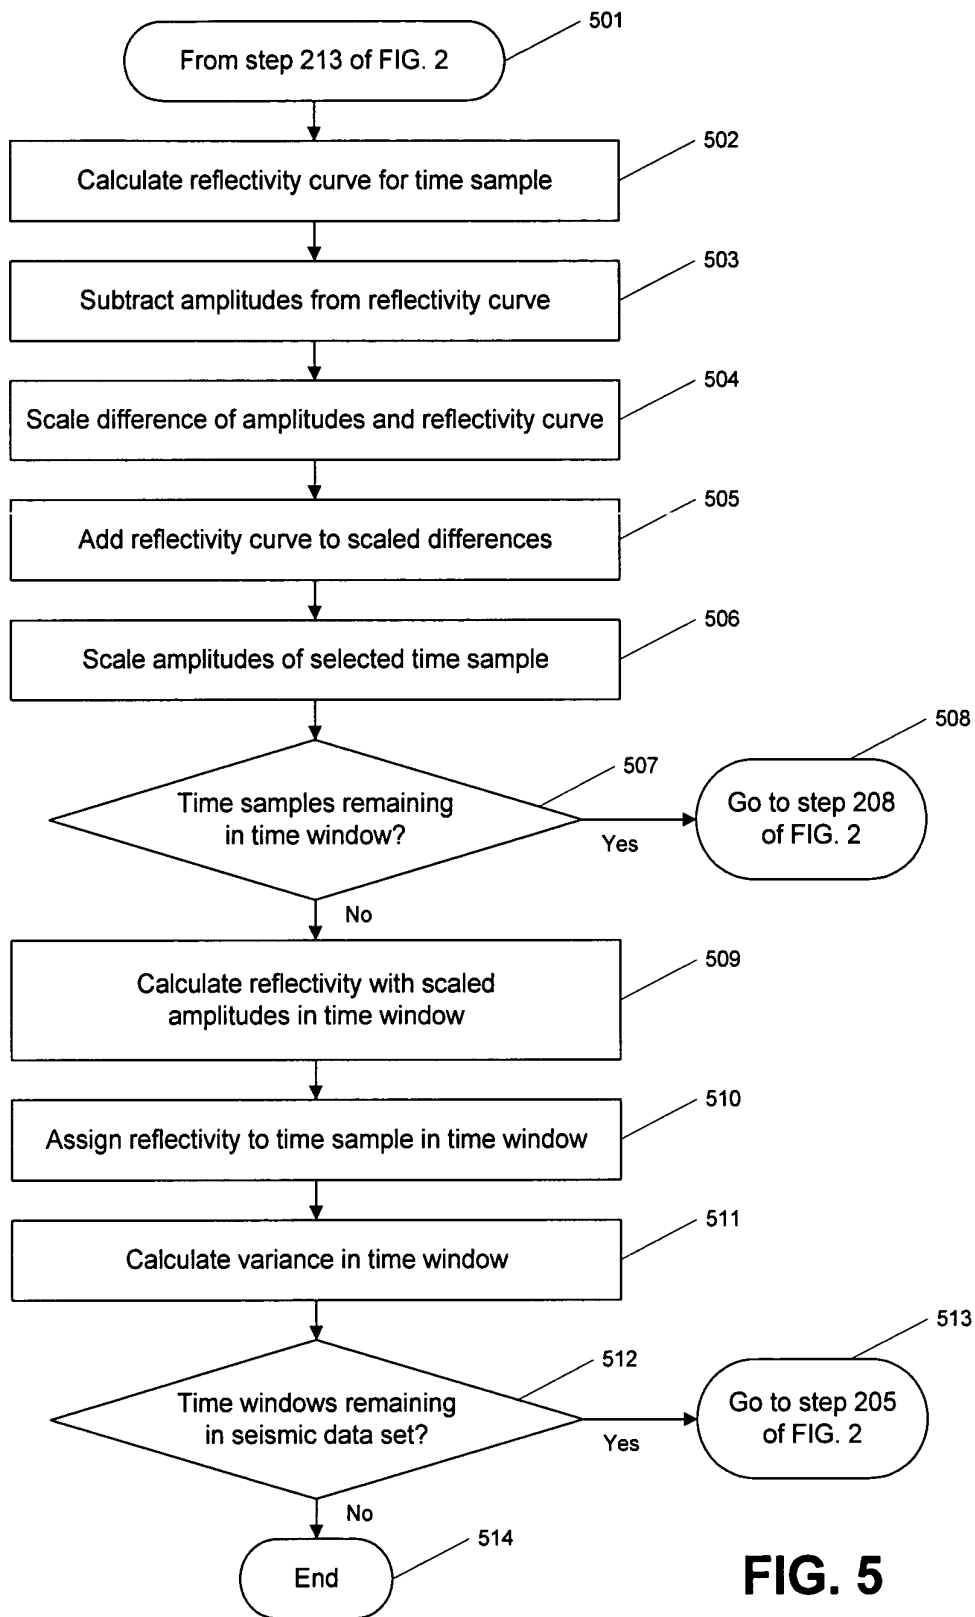 From step 213 of FIG. 2
501
Calculate reflectivity curve for time sample
502
Subtract amplitudes from reflectivity curve
503
Scale difference of amplitudes and reflectivity curve
504
Add reflectivity curve to scaled differences
505
Scale amplitudes of selected time sample
506
Time samples remaining
in time window?
507
Yes
Go to step 208
of FIG. 2
508
No
Calculate reflectivity with scaled
amplitudes in time window
509
Assign reflectivity to time sample in time window
510
Calculate variance in time window
511
Time windows remaining
in seismic data set?
512
Yes
Go to step 205
of FIG. 2
513
No
End
514
FIG. 5